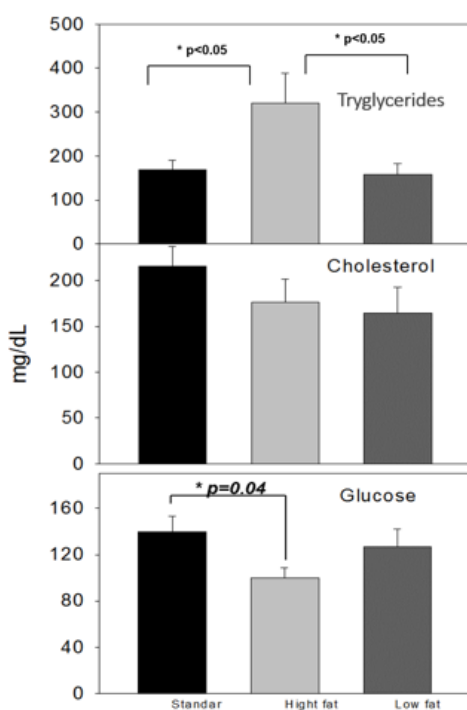 500
* p<0.05
* p<0.05
400
Tryglycerides
300
200
100
0
Cholesterol
200
150
mg/dL
100
50
0
* p=0.04
Glucose
160
120
80
40
0
Standar
Hight fat
Low fat